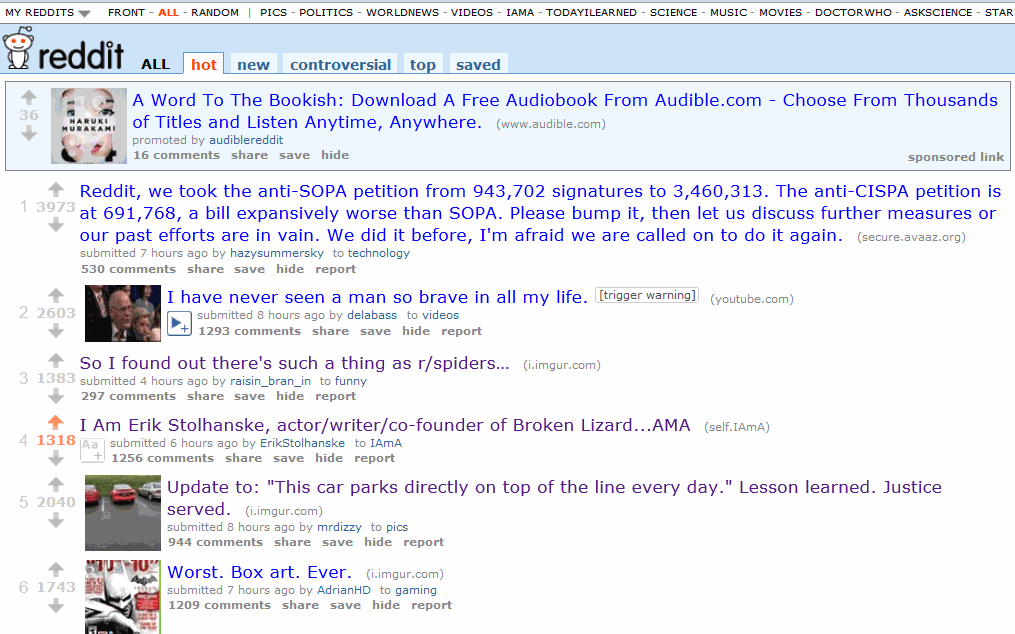 MY REDDITS FRONT - ALL - RANDOM | PICS - POLITICS - WORLDNEWS - VIDEOS - IAMA - TODAYILEARNED - SCIENCE - MUSIC - MOVIES - DOCTORWHO - ASKSCIENCE - STAR
reddit ALL hot new controversial top saved
A Word To The Bookish: Download A Free Audiobook From Audible.com - Choose From Thousands
36
HARUKI
MURAKAMI
of Titles and Listen Anytime, Anywhere. (www.audible.com)
promoted by audiblereddit
16 comments share save hide
sponsored link
Reddit, we took the anti-SOPA petition from 943,702 signatures to 3,460,313. The anti-CISPA petition is
1 3973
at 691,768, a bill expansively worse than SOPA. Please bump it, then let us discuss further measures or
our past efforts are in vain. We did it before, I'm afraid we are called on to do it again. (secure.avaaz.org)
submitted 7 hours ago by hazysummersky to technology
530 comments share save hide report
I have never seen a man so brave in all my life. [trigger warning] (youtube.com)
2 2603
submitted 8 hours ago by delabass to videos
1293 comments share save hide report
So I found out there's such a thing as r/spiders... (i.imgur.com)
3 1383
submitted 4 hours ago by raisin_bran_in to funny
297 comments share save hide report
I Am Erik Stolhanske, actor/writer/co-founder of Broken Lizard...AMA (self.IAmA)
4 1318
Aa submitted 6 hours ago by ErikStolhanske to IAmA
1256 comments share save hide report
Update to: "This car parks directly on top of the line every day." Lesson learned. Justice
5 2040
served. (i.imgur.com)
submitted 8 hours ago by mrdizzy to pics
944 comments share save hide report
Worst. Box art. Ever. (i.imgur.com)
6 1743
submitted 7 hours ago by AdrianHD to gaming
1209 comments share save hide report